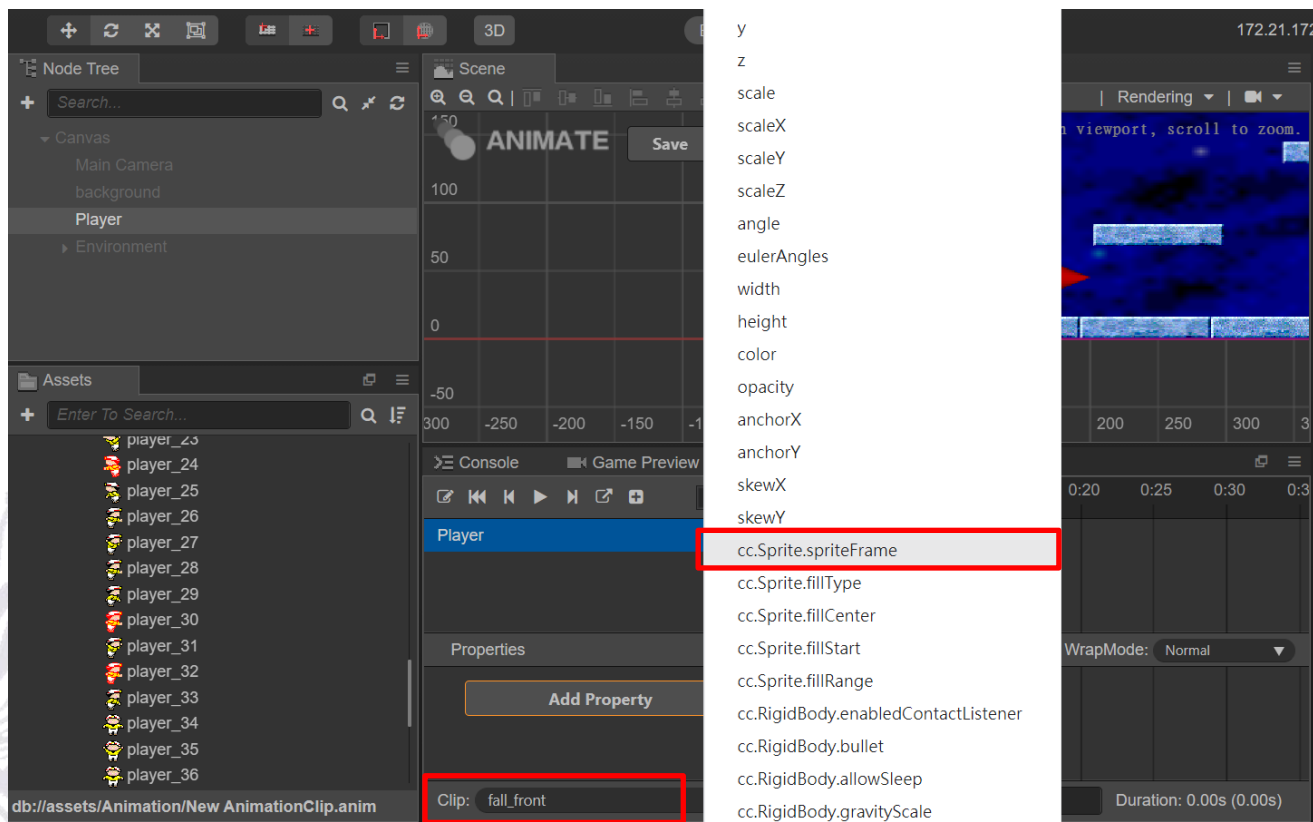 3D
172.21.172
Node Tree
Search...
Canvas
Main Camera
background
Player
Environment
Assets
Enter To Search...
player_23
player_24
player_25
player_26
player_27
player_28
player_29
player_30
player_31
player_32
player_33
player_34
player_35
player_36
db://assets/Animation/New AnimationClip.anim
Scene
Rendering
viewport, scroll to zoom.
ANIMATE
Save
150
100
50
0
-50
300 -250 -200 -150 -1
200 250 300 3
Console
Game Preview
0:20 0:25 0:30 0:3
Player
Properties
WrapMode: Normal
Add Property
Clip: fall_front
Duration: 0.00s (0.00s)
y
z
scale
scaleX
scaleY
scaleZ
angle
eulerAngles
width
height
color
opacity
anchorX
anchorY
skewX
skewY
cc.Sprite.spriteFrame
cc.Sprite.fillType
cc.Sprite.fillCenter
cc.Sprite.fillStart
cc.Sprite.fillRange
cc.RigidBody.enabledContactListener
cc.RigidBody.bullet
cc.RigidBody.allowSleep
cc.RigidBody.gravityScale